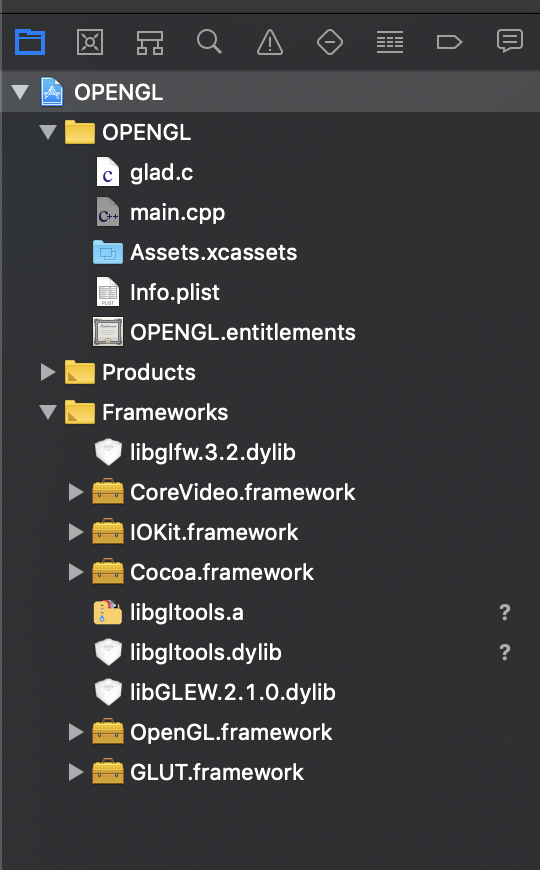 OPENGL
OPENGL
glad.c
main.cpp
Assets.xcassets
Info.plist
OPENGL.entitlements
Products
Frameworks
libglfw.3.2.dylib
CoreVideo.framework
IOKit.framework
Cocoa.framework
libgltools.a ?
libgltools.dylib ?
libGLEW.2.1.0.dylib
OpenGL.framework
GLUT.framework